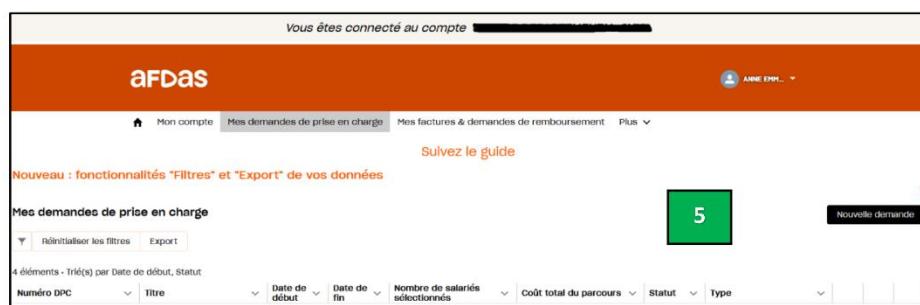 Vous êtes connecté au compte
aFDas
ANNE EMM...
Mon compte Mes demandes de prise en charge Mes factures & demandes de remboursement Plus
Suivez le guide
Nouveau : fonctionnalités "Filtres" et "Export" de vos données
Mes demandes de prise en charge
5
Nouvelle demande
Réinitialiser les filtres Export
4 éléments • Trié(s) par Date de début, Statut
Numéro DPC Titre Date de début Date de fin Nombre de salariés sélectionnés Coût total du parcours Statut Type